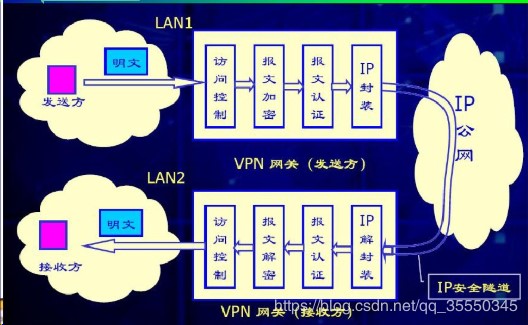 LAN1
明文
发送方
访问控制
报文加密
报文认证
IP封装
IP公网
VPN 网关（发送方）
LAN2
明文
接收方
访问控制
报文解密
报文认证
IP解封装
IP安全隧道
VPN 网关（接收方）
https://blog.csdn.net/qq_35550345